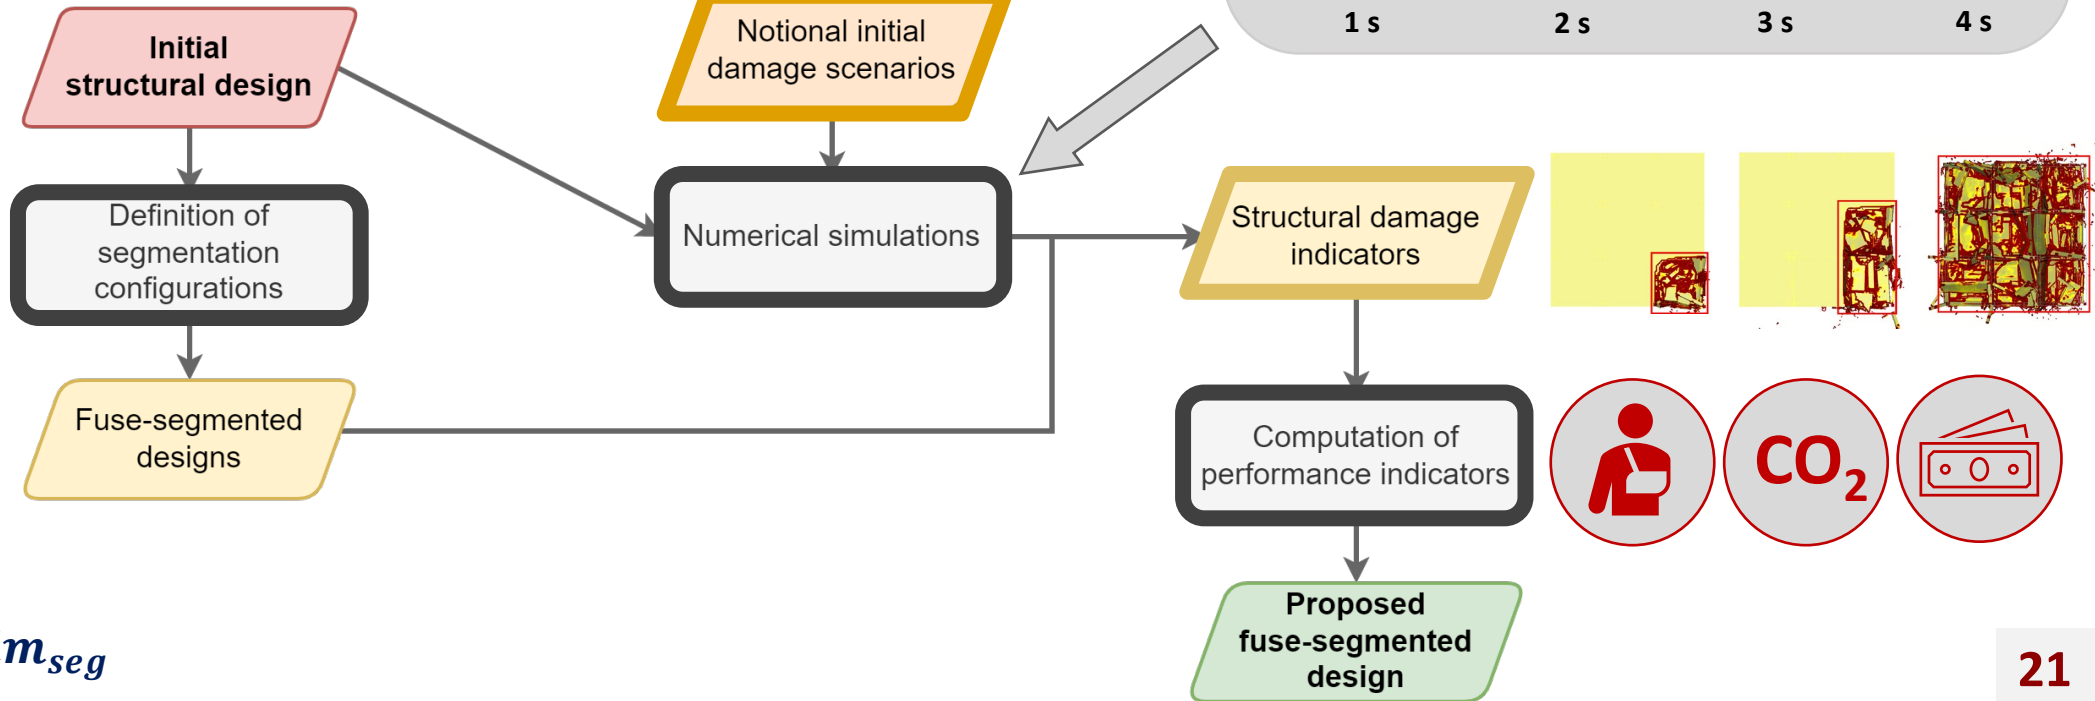 Initial
structural design
Notional initial
damage scenarios
1 s
2 s
3 s
4 s
Definition of
segmentation
configurations
Numerical simulations
Structural damage
indicators
Fuse-segmented
designs
Computation of
performance indicators
CO2
Proposed
fuse-segmented
design
m seg
21